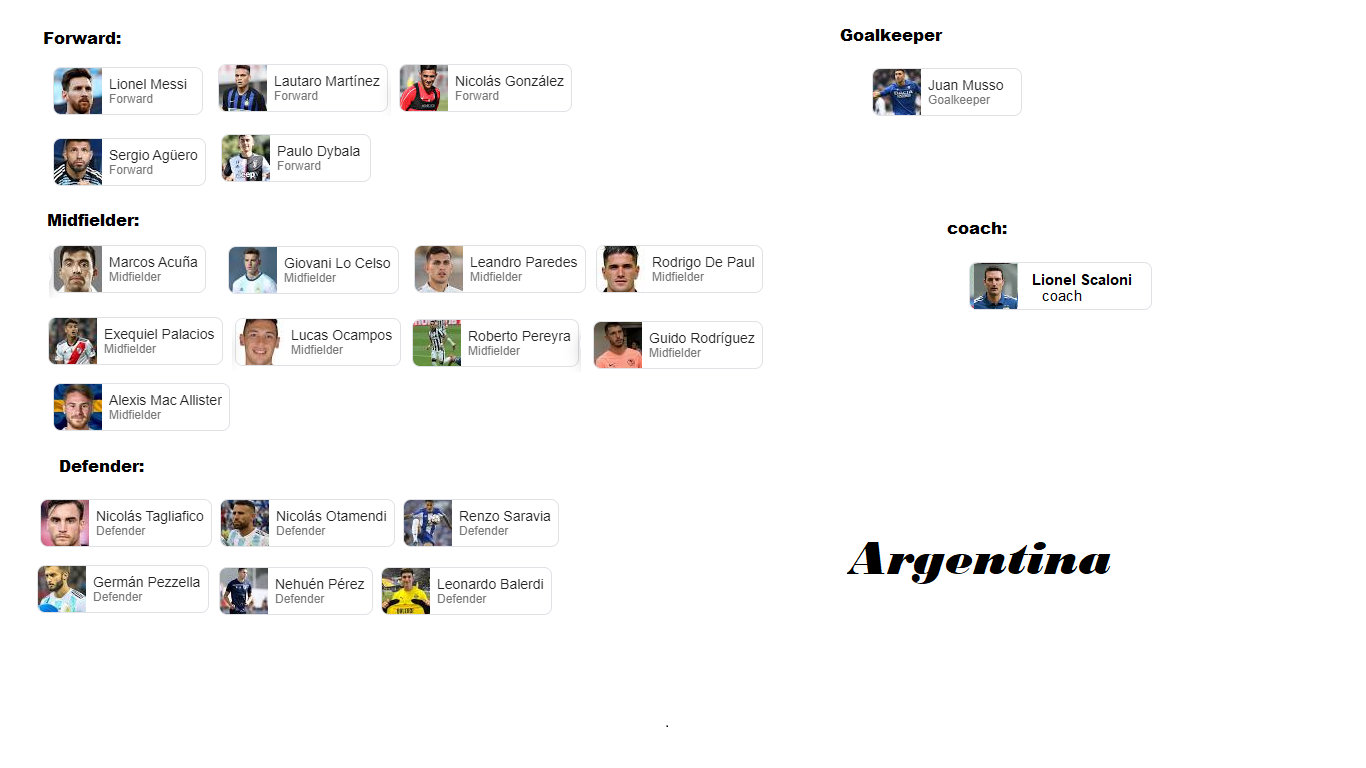 Forward:
Lionel Messi
Forward
Lautaro Martínez
Forward
Nicolás González
Forward
Sergio Agüero
Forward
Paulo Dybala
Forward
Midfielder:
Marcos Acuña
Midfielder
Giovani Lo Celso
Midfielder
Leandro Paredes
Midfielder
Rodrigo De Paul
Midfielder
Exequiel Palacios
Midfielder
Lucas Ocampos
Midfielder
Roberto Pereyra
Midfielder
Guido Rodríguez
Midfielder
Alexis Mac Allister
Midfielder
Defender:
Nicolás Tagliafico
Defender
Nicolás Otamendi
Defender
Renzo Saravia
Defender
Germán Pezzella
Defender
Nehuén Pérez
Defender
Leonardo Balerdi
Defender
Goalkeeper
Juan Musso
Goalkeeper
coach:
Lionel Scaloni
coach
Argentina
.